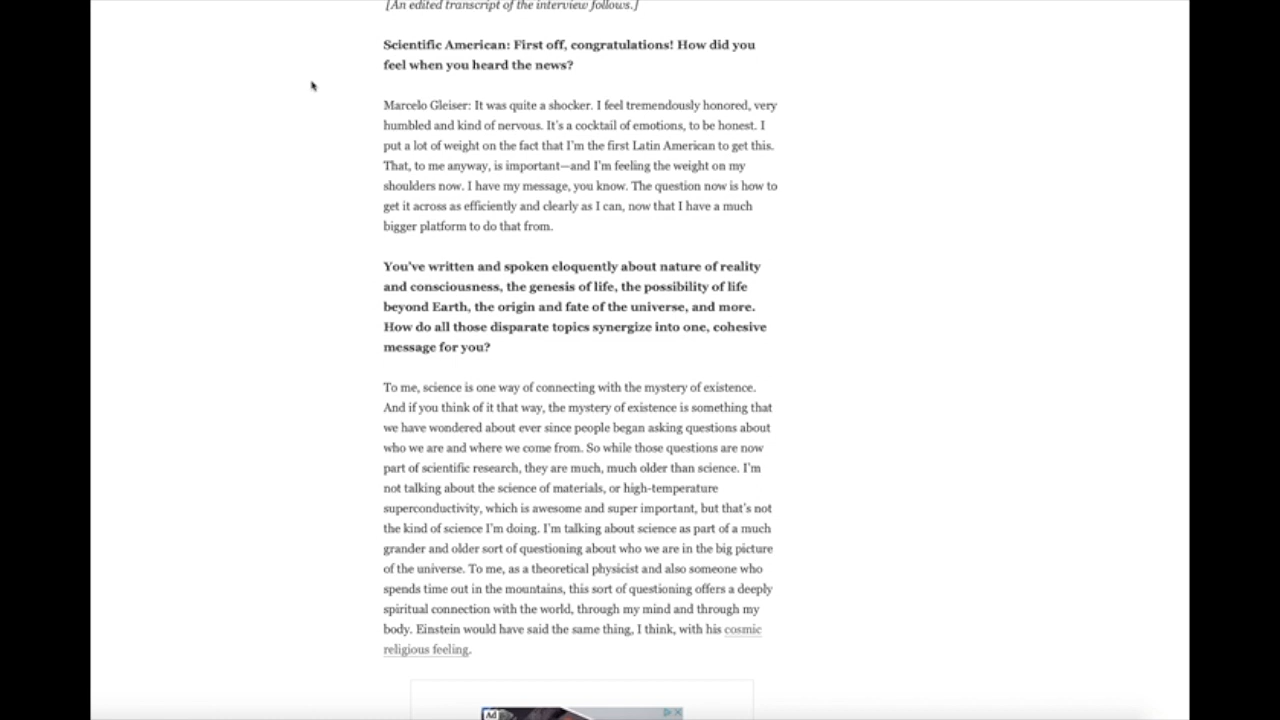 [An edited transcript of the interview follows.]
Scientific American: First off, congratulations! How did you
feel when you heard the news?
Marcelo Gleiser: It was quite a shocker. I feel tremendously honored, very
humbled and kind of nervous. It's a cocktail of emotions, to be honest. I
put a lot of weight on the fact that I'm the first Latin American to get this.
That, to me anyway, is important—and I'm feeling the weight on my
shoulders now. I have my message, you know. The question now is how to
get it across as efficiently and clearly as I can, now that I have a much
bigger platform to do that from.
You've written and spoken eloquently about nature of reality
and consciousness, the genesis of life, the possibility of life
beyond Earth, the origin and fate of the universe, and more.
How do all those disparate topics synergize into one, cohesive
message for you?
To me, science is one way of connecting with the mystery of existence.
And if you think of it that way, the mystery of existence is something that
we have wondered about ever since people began asking questions about
who we are and where we come from. So while those questions are now
part of scientific research, they are much, much older than science. I'm
not talking about the science of materials, or high-temperature
superconductivity, which is awesome and super important, but that's not
the kind of science I'm doing. I'm talking about science as part of a much
grander and older sort of questioning about who we are in the big picture
of the universe. To me, as a theoretical physicist and also someone who
spends time out in the mountains, this sort of questioning offers a deeply
spiritual connection with the world, through my mind and through my
body. Einstein would have said the same thing, I think, with his cosmic
religious feeling.
Ad